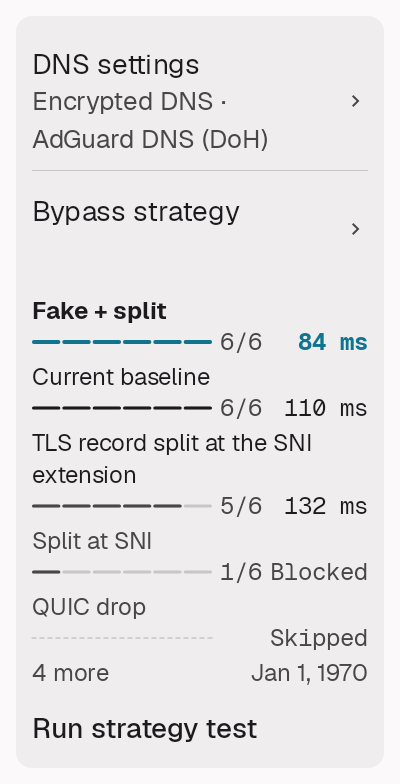 DNS settings
Encrypted DNS ·
AdGuard DNS (DoH)
Bypass strategy
Fake + split
6/6 84 ms
Current baseline
6/6 110 ms
TLS record split at the SNI
extension
5/6 132 ms
Split at SNI
1/6 Blocked
QUIC drop
Skipped
4 more Jan 1, 1970
Run strategy test